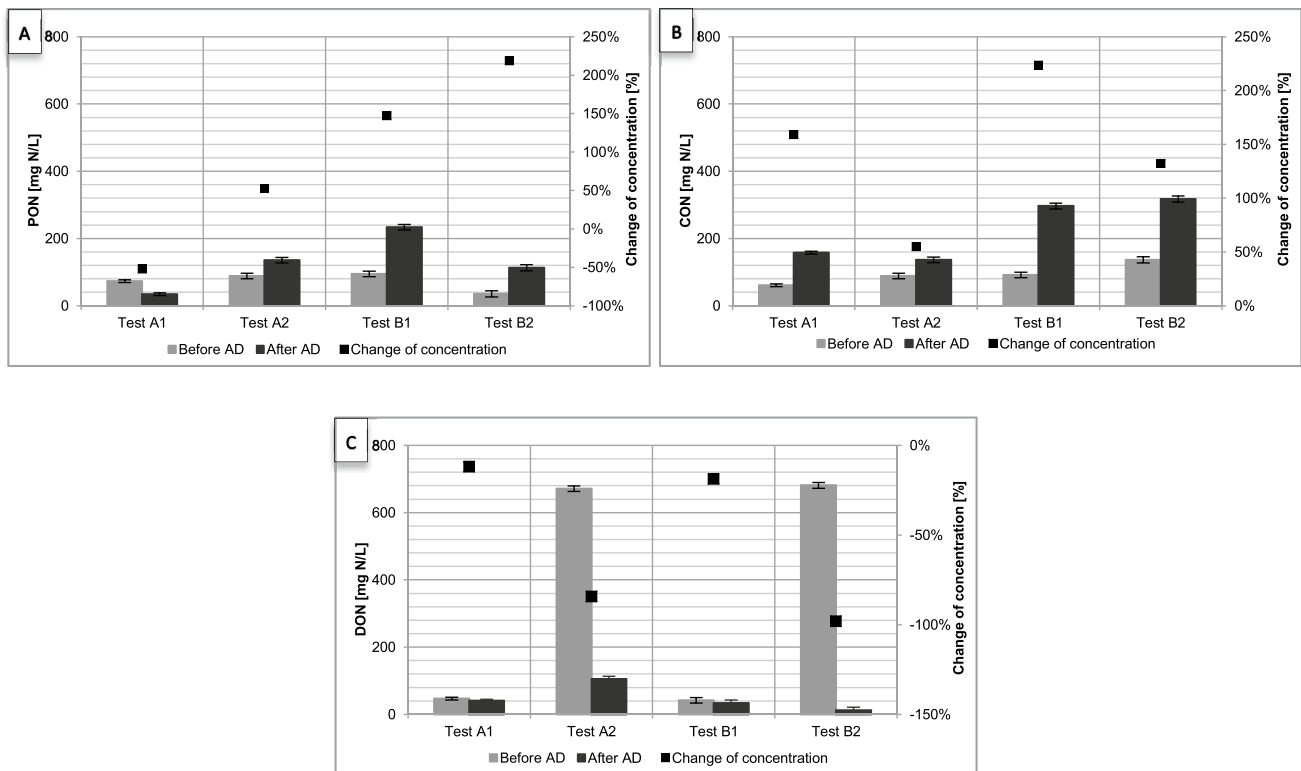 A
800
600
400
200
0
PON [mg N/L]
250%
200%
150%
100%
50%
0%
-50%
-100%
Change of concentration [%]
Test A1 Test A2 Test B1 Test B2
Before AD After AD Change of concentration
B
800
600
400
200
0
CON [mg N/L]
250%
200%
150%
100%
50%
0%
Change of concentration [%]
Test A1 Test A2 Test B1 Test B2
Before AD After AD Change of concentration
C
800
600
400
200
0
DON [mg N/L]
0%
-50%
-100%
-150%
Change of concentration [%]
Test A1 Test A2 Test B1 Test B2
Before AD After AD Change of concentration